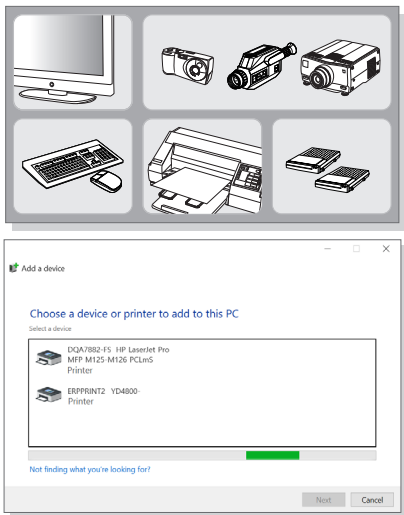 Add a device
Choose a device or printer to add to this PC
Select a device
DQA7882-F5 HP LaserJet Pro
MFP M125-M126 PCLmS
Printer
ERPPRINT2 YD4800-
Printer
Not finding what you're looking for?
Next Cancel